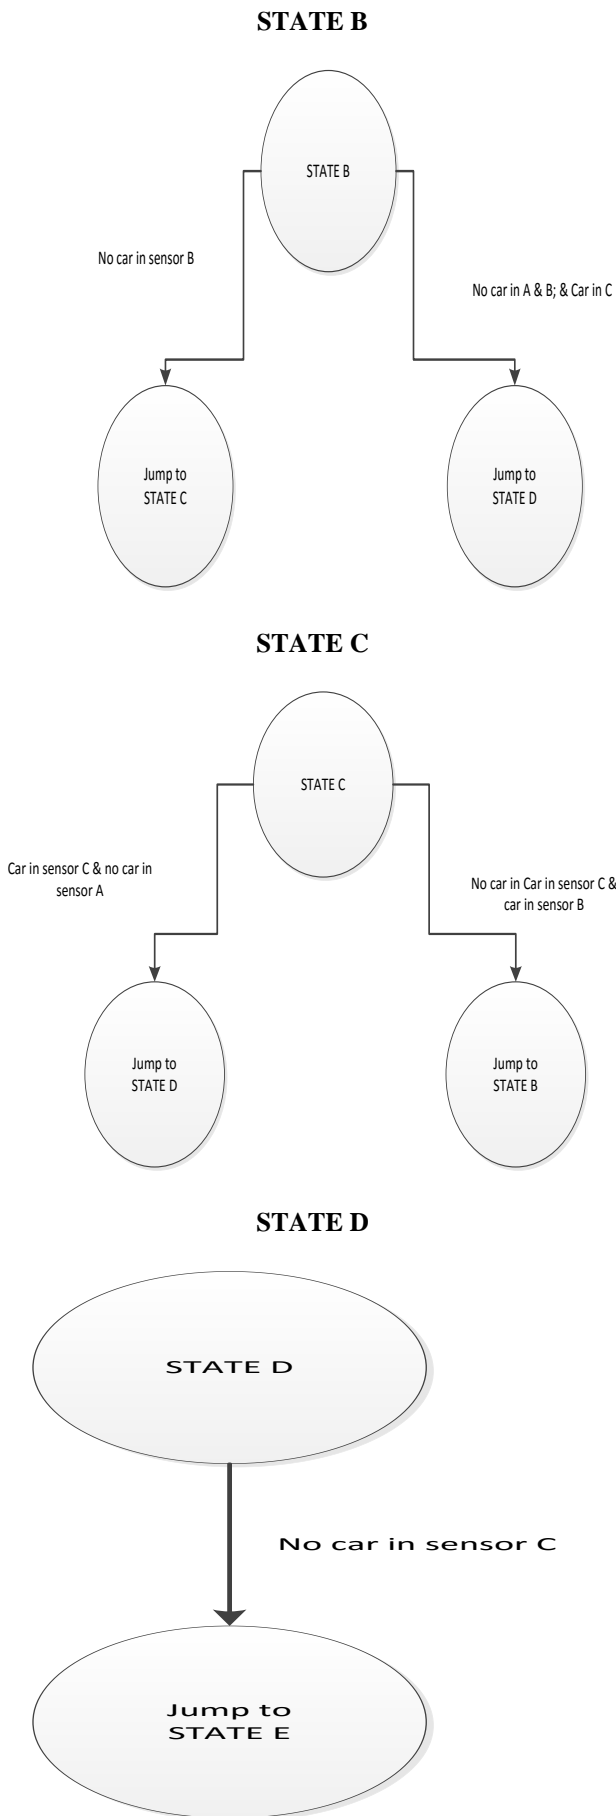 STATE B
STATE B
No car in sensor B
No car in A & B; & Car in C
Jump to
STATE C
Jump to
STATE D
STATE C
STATE C
Car in sensor C & no car in
sensor A
No car in Car in sensor C &
car in sensor B
Jump to
STATE D
Jump to
STATE B
STATE D
STATE D
No car in sensor C
Jump to
STATE E